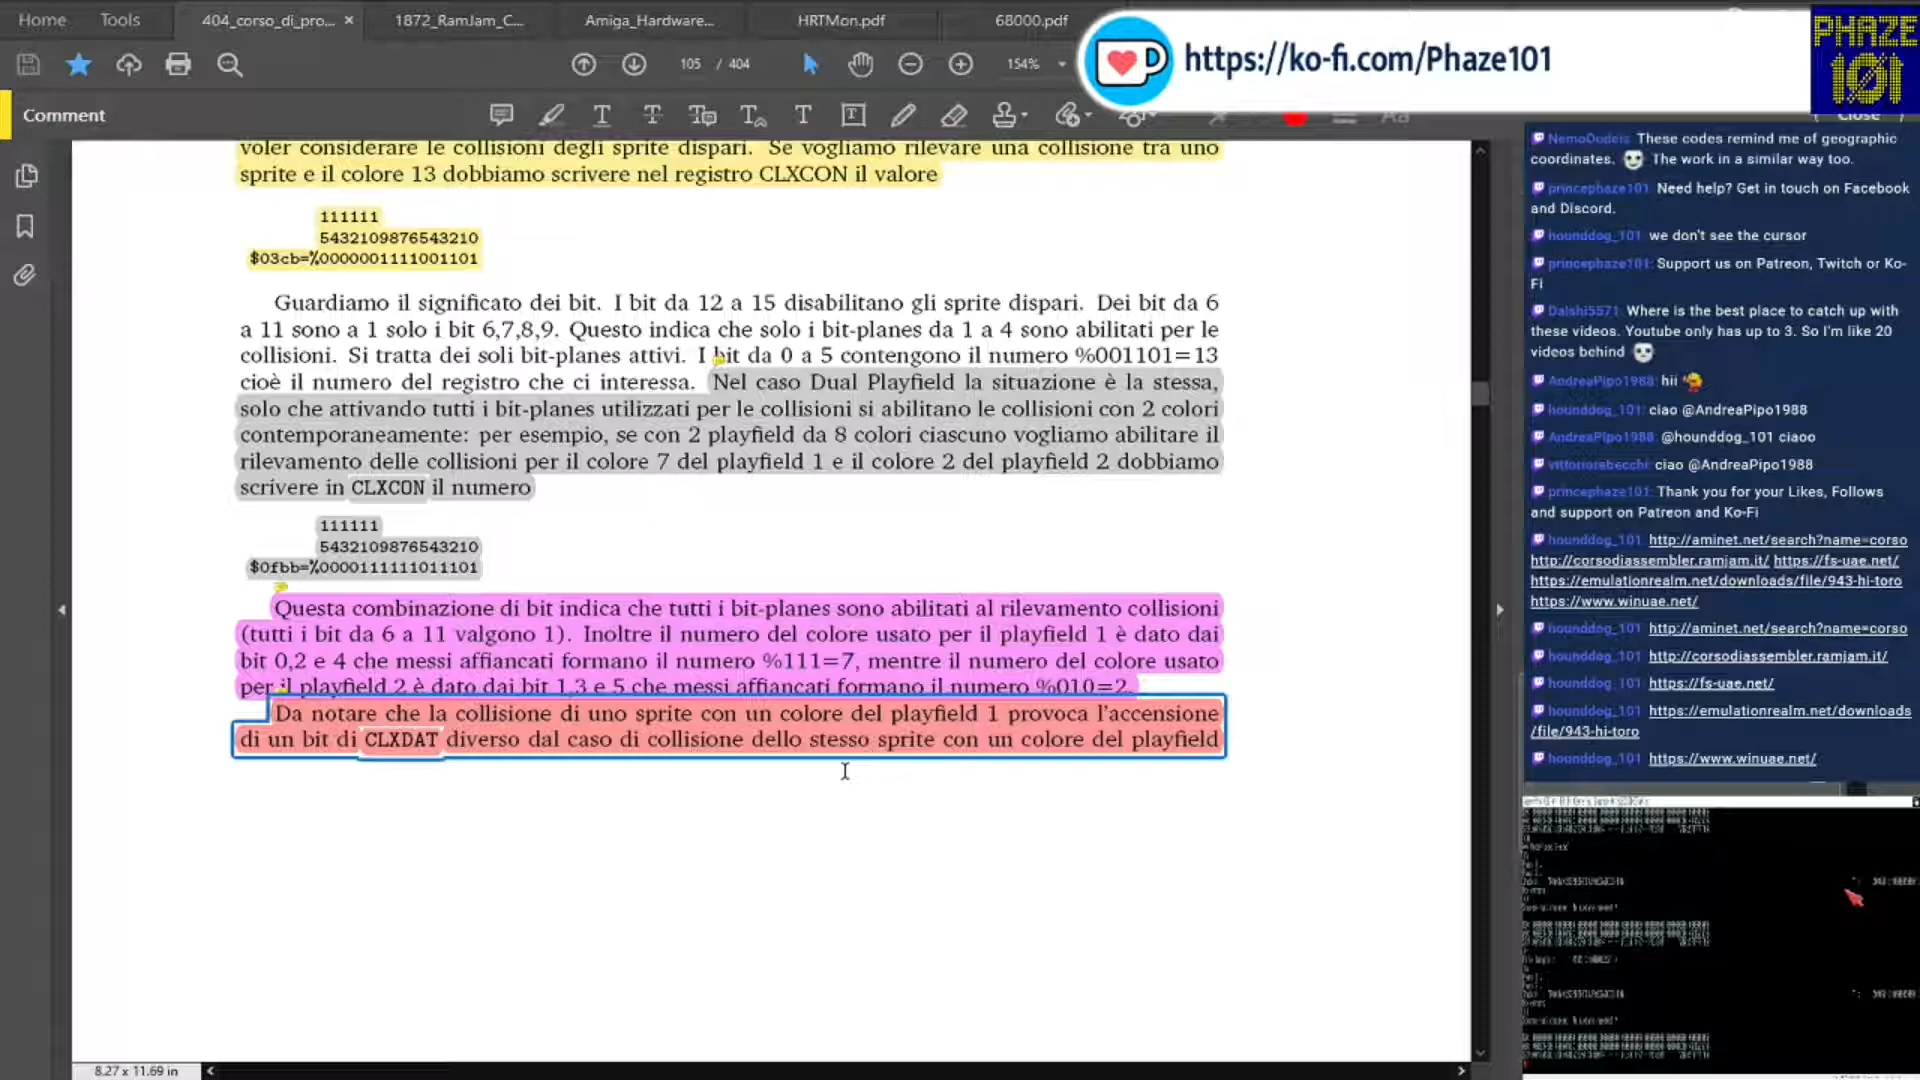 Home
Tools
404_corso_di_pro...
1872_RamJam_C...
Amiga_Hardware...
HRTMon.pdf
68000.pdf
https://ko-fi.com/Phaze101
PHAZE
101
105 / 404
154%
Comment
Close
voler considerare le collisioni degli sprite dispari. Se vogliamo rilevare una collisione tra uno
sprite e il colore 13 dobbiamo scrivere nel registro CLXCON il valore
111111
5432109876543210
$03cb=%0000001111001101
Guardiamo il significato dei bit. I bit da 12 a 15 disabilitano gli sprite dispari. Dei bit da 6
a 11 sono a 1 solo i bit 6,7,8,9. Questo indica che solo i bit-planes da 1 a 4 sono abilitati per le
collisioni. Si tratta dei soli bit-planes attivi. I bit da 0 a 5 contengono il numero %001101=13
cioè il numero del registro che ci interessa. Nel caso Dual Playfield la situazione è la stessa,
solo che attivando tutti i bit-planes utilizzati per le collisioni si abilitano le collisioni con 2 colori
contemporaneamente: per esempio, se con 2 playfield da 8 colori ciascuno vogliamo abilitare il
rilevamento delle collisioni per il colore 7 del playfield 1 e il colore 2 del playfield 2 dobbiamo
scrivere in CLXCON il numero
111111
5432109876543210
$0fbb=%0000111111011101
Questa combinazione di bit indica che tutti i bit-planes sono abilitati al rilevamento collisioni
(tutti i bit da 6 a 11 valgono 1). Inoltre il numero del colore usato per il playfield 1 è dato dai
bit 0,2 e 4 che messi affiancati formano il numero %111=7, mentre il numero del colore usato
per il playfield 2 è dato dai bit 1,3 e 5 che messi affiancati formano il numero %010=2.
Da notare che la collisione di uno sprite con un colore del playfield 1 provoca l'accensione
di un bit di CLXDAT diverso dal caso di collisione dello stesso sprite con un colore del playfield
8.27 x 11.69 in
These codes remind me of geographic
coordinates. The work in a similar way too.
princephaze101: Need help? Get in touch on Facebook
and Discord.
hounddog_101: we don't see the cursor
princephaze101: Support us on Patreon, Twitch or Ko-
Fi
Dalshi5571: Where is the best place to catch up with
these videos. Youtube only has up to 3. So I'm like 20
videos behind
AndreaPipo1988: hii
hounddog_101: ciao @AndreaPipo1988
AndreaPipo1988: @hounddog_101 ciaoo
vittoriorebecchi: ciao @AndreaPipo1988
princephaze101: Thank you for your Likes, Follows
and support on Patreon and Ko-Fi
hounddog_101: http://aminet.net/search?name=corso
http://corsodiassembler.ramjam.it/ https://fs-uae.net/
https://emulationrealm.net/downloads/file/943-hi-toro
https://www.winuae.net/
hounddog_101: http://aminet.net/search?name=corso
hounddog_101: http://corsodiassembler.ramjam.it/
hounddog_101: https://fs-uae.net/
hounddog_101: https://emulationrealm.net/downloads
/file/943-hi-toro
hounddog_101: https://www.winuae.net/